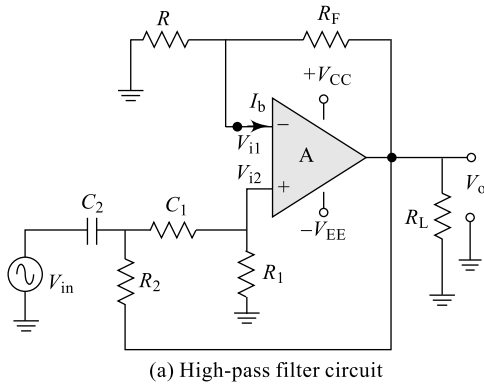 R
R_F
+V_CC
I_b
−
V_i1
A
V_i2
+
−V_EE
V_o
C_2
C_1
R_L
V_in
R_2
R_1
(a) High-pass filter circuit